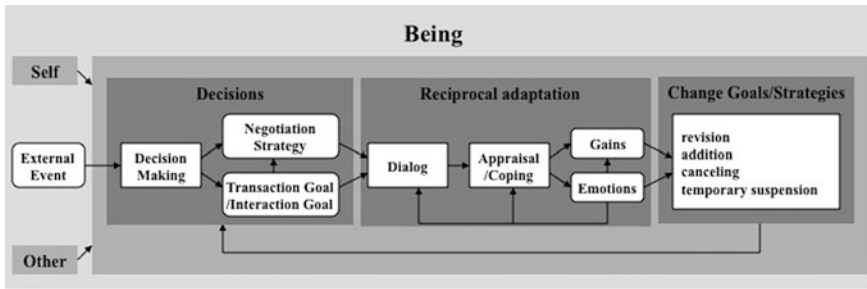 Being
Self
Decisions
Reciprocal adaptation
Change Goals/Strategies
External
Event
Decision
Making
Negotiation
Strategy
Transaction Goal
/Interaction Goal
Dialog
Appraisal
/Coping
Gains
Emotions
revision
addition
canceling
temporary suspension
Other